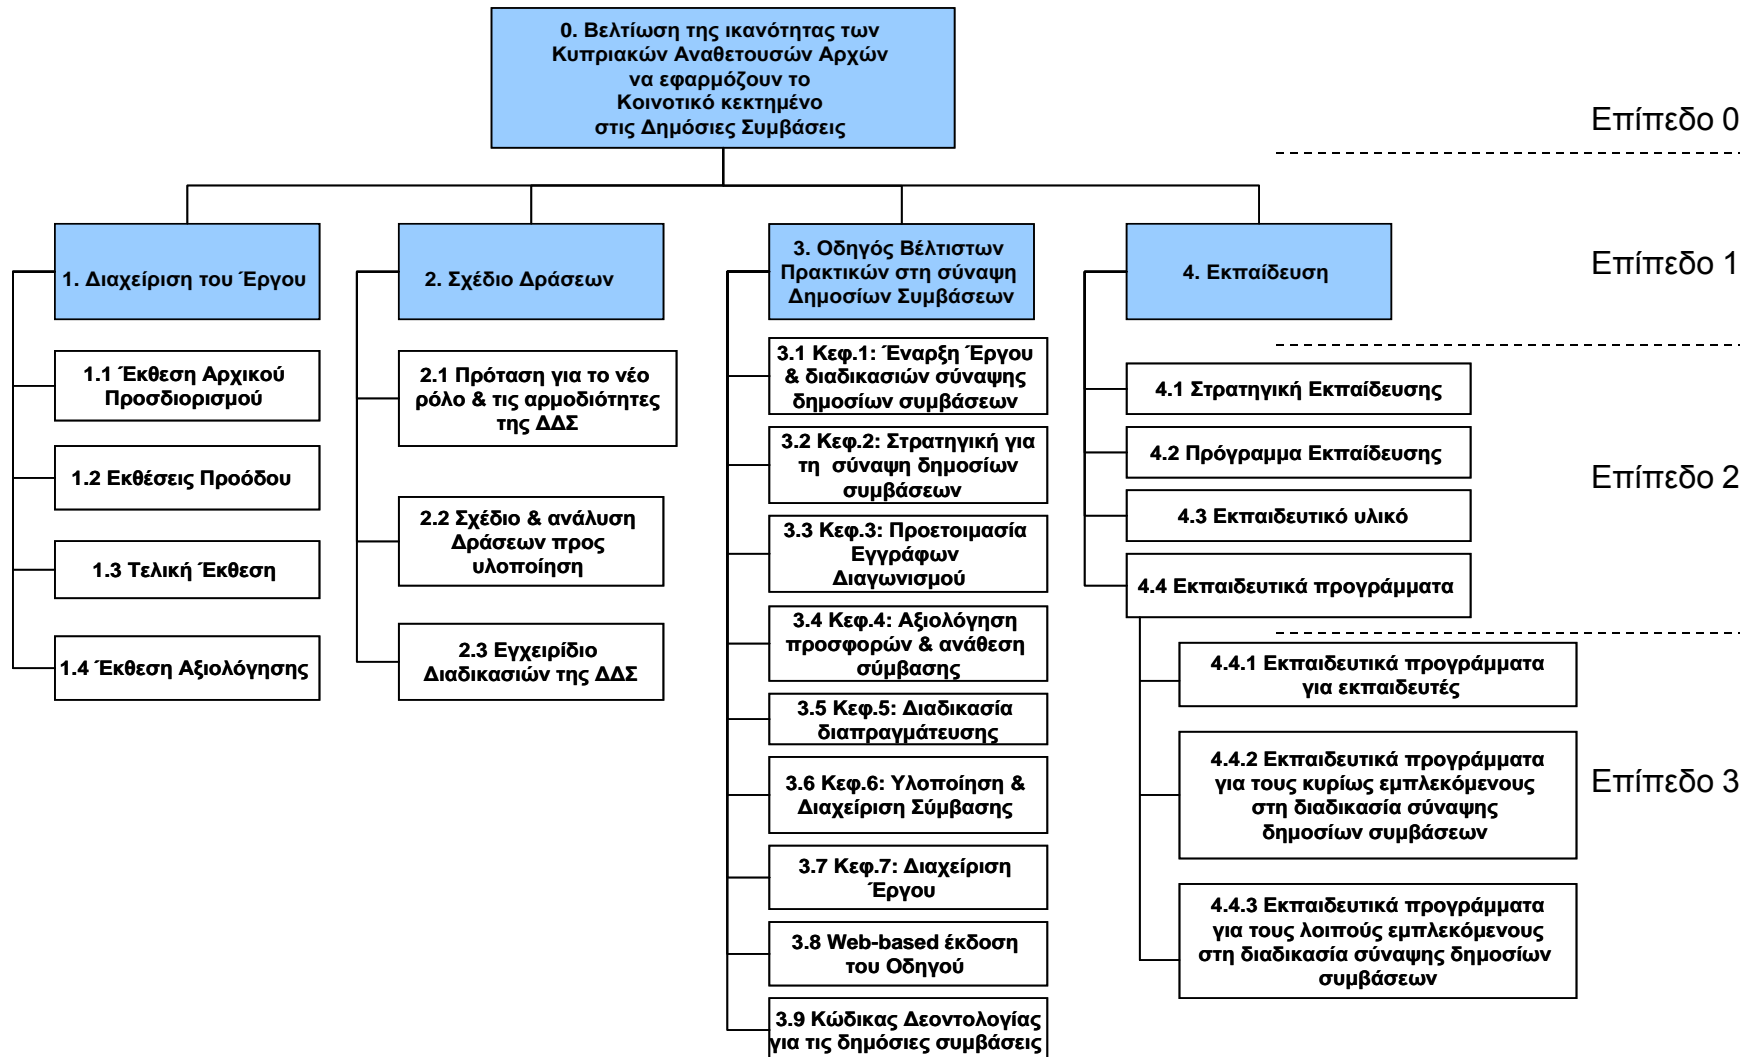 0. Βελτίωση της ικανότητας των
Κυπριακών Αναθετουσών Αρχών
να εφαρμόζουν το
Κοινοτικό κεκτημένο
στις Δημόσιες Συμβάσεις
Επίπεδο 0
1. Διαχείριση του Έργου
2. Σχέδιο Δράσεων
3. Οδηγός Βέλτιστων
Πρακτικών στη σύναψη
Δημοσίων Συμβάσεων
4. Εκπαίδευση
Επίπεδο 1
1.1 Έκθεση Αρχικού
Προσδιορισμού
1.2 Εκθέσεις Προόδου
1.3 Τελική Έκθεση
1.4 Έκθεση Αξιολόγησης
2.1 Πρόταση για το νέο
ρόλο & τις αρμοδιότητες
της ΔΔΣ
2.2 Σχέδιο & ανάλυση
Δράσεων προς
υλοποίηση
2.3 Εγχειρίδιο
Διαδικασιών της ΔΔΣ
3.1 Κεφ.1: Έναρξη Έργου
& διαδικασιών σύναψης
δημοσίων συμβάσεων
3.2 Κεφ.2: Στρατηγική για
τη σύναψη δημοσίων
συμβάσεων
3.3 Κεφ.3: Προετοιμασία
Εγγράφων
Διαγωνισμού
3.4 Κεφ.4: Αξιολόγηση
προσφορών & ανάθεση
σύμβασης
3.5 Κεφ.5: Διαδικασία
διαπραγμάτευσης
3.6 Κεφ.6: Υλοποίηση &
Διαχείριση Σύμβασης
3.7 Κεφ.7: Διαχείριση
Έργου
3.8 Web-based έκδοση
του Οδηγού
3.9 Κώδικας Δεοντολογίας
για τις δημόσιες συμβάσεις
4.1 Στρατηγική Εκπαίδευσης
4.2 Πρόγραμμα Εκπαίδευσης
4.3 Εκπαιδευτικό υλικό
4.4 Εκπαιδευτικά προγράμματα
Επίπεδο 2
4.4.1 Εκπαιδευτικά προγράμματα
για εκπαιδευτές
4.4.2 Εκπαιδευτικά προγράμματα
για τους κυρίως εμπλεκόμενους
στη διαδικασία σύναψης
δημοσίων συμβάσεων
4.4.3 Εκπαιδευτικά προγράμματα
για τους λοιπούς εμπλεκόμενους
στη διαδικασία σύναψης δημοσίων
συμβάσεων
Επίπεδο 3